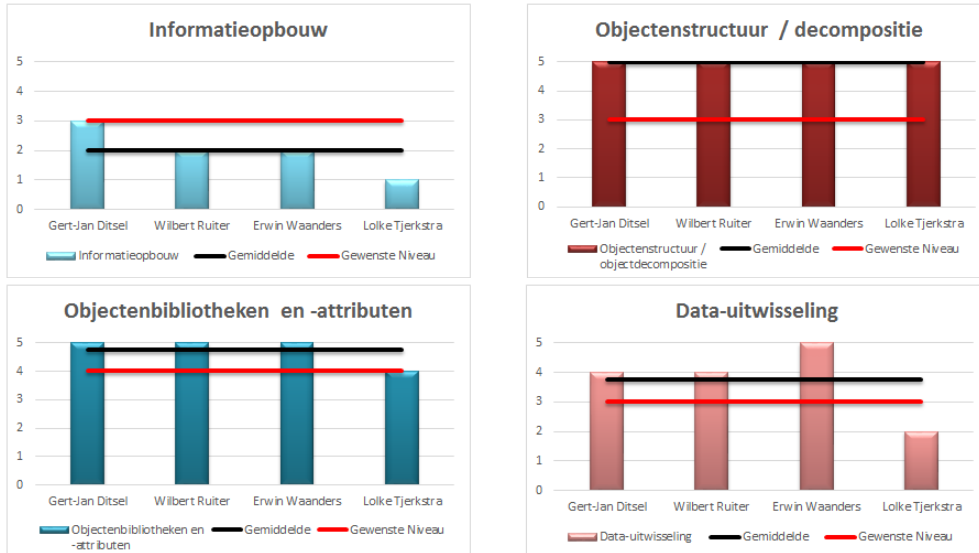 Informatieopbouw
5
4
3
2
1
0
Gert-Jan Ditsel Wilbert Ruiter Erwin Waanders Lolke Tjerkstra
Informatieopbouw Gemiddelde Gewenste Niveau
Objectenstructuur / decompositie
5
4
3
2
1
0
Gert-Jan Ditsel Wilbert Ruiter Erwin Waanders Lolke Tjerkstra
Objectenstructuur / Gemiddelde Gewenste Niveau
objectdecompositie
Objectenbibliotheken en -attributen
5
4
3
2
1
0
Gert-Jan Ditsel Wilbert Ruiter Erwin Waanders Lolke Tjerkstra
Objectenbibliotheken en Gemiddelde Gewenste Niveau
-attributen
Data-uitwisseling
5
4
3
2
1
0
Gert-Jan Ditsel Wilbert Ruiter Erwin Waanders Lolke Tjerkstra
Data-uitwisseling Gemiddelde Gewenste Niveau